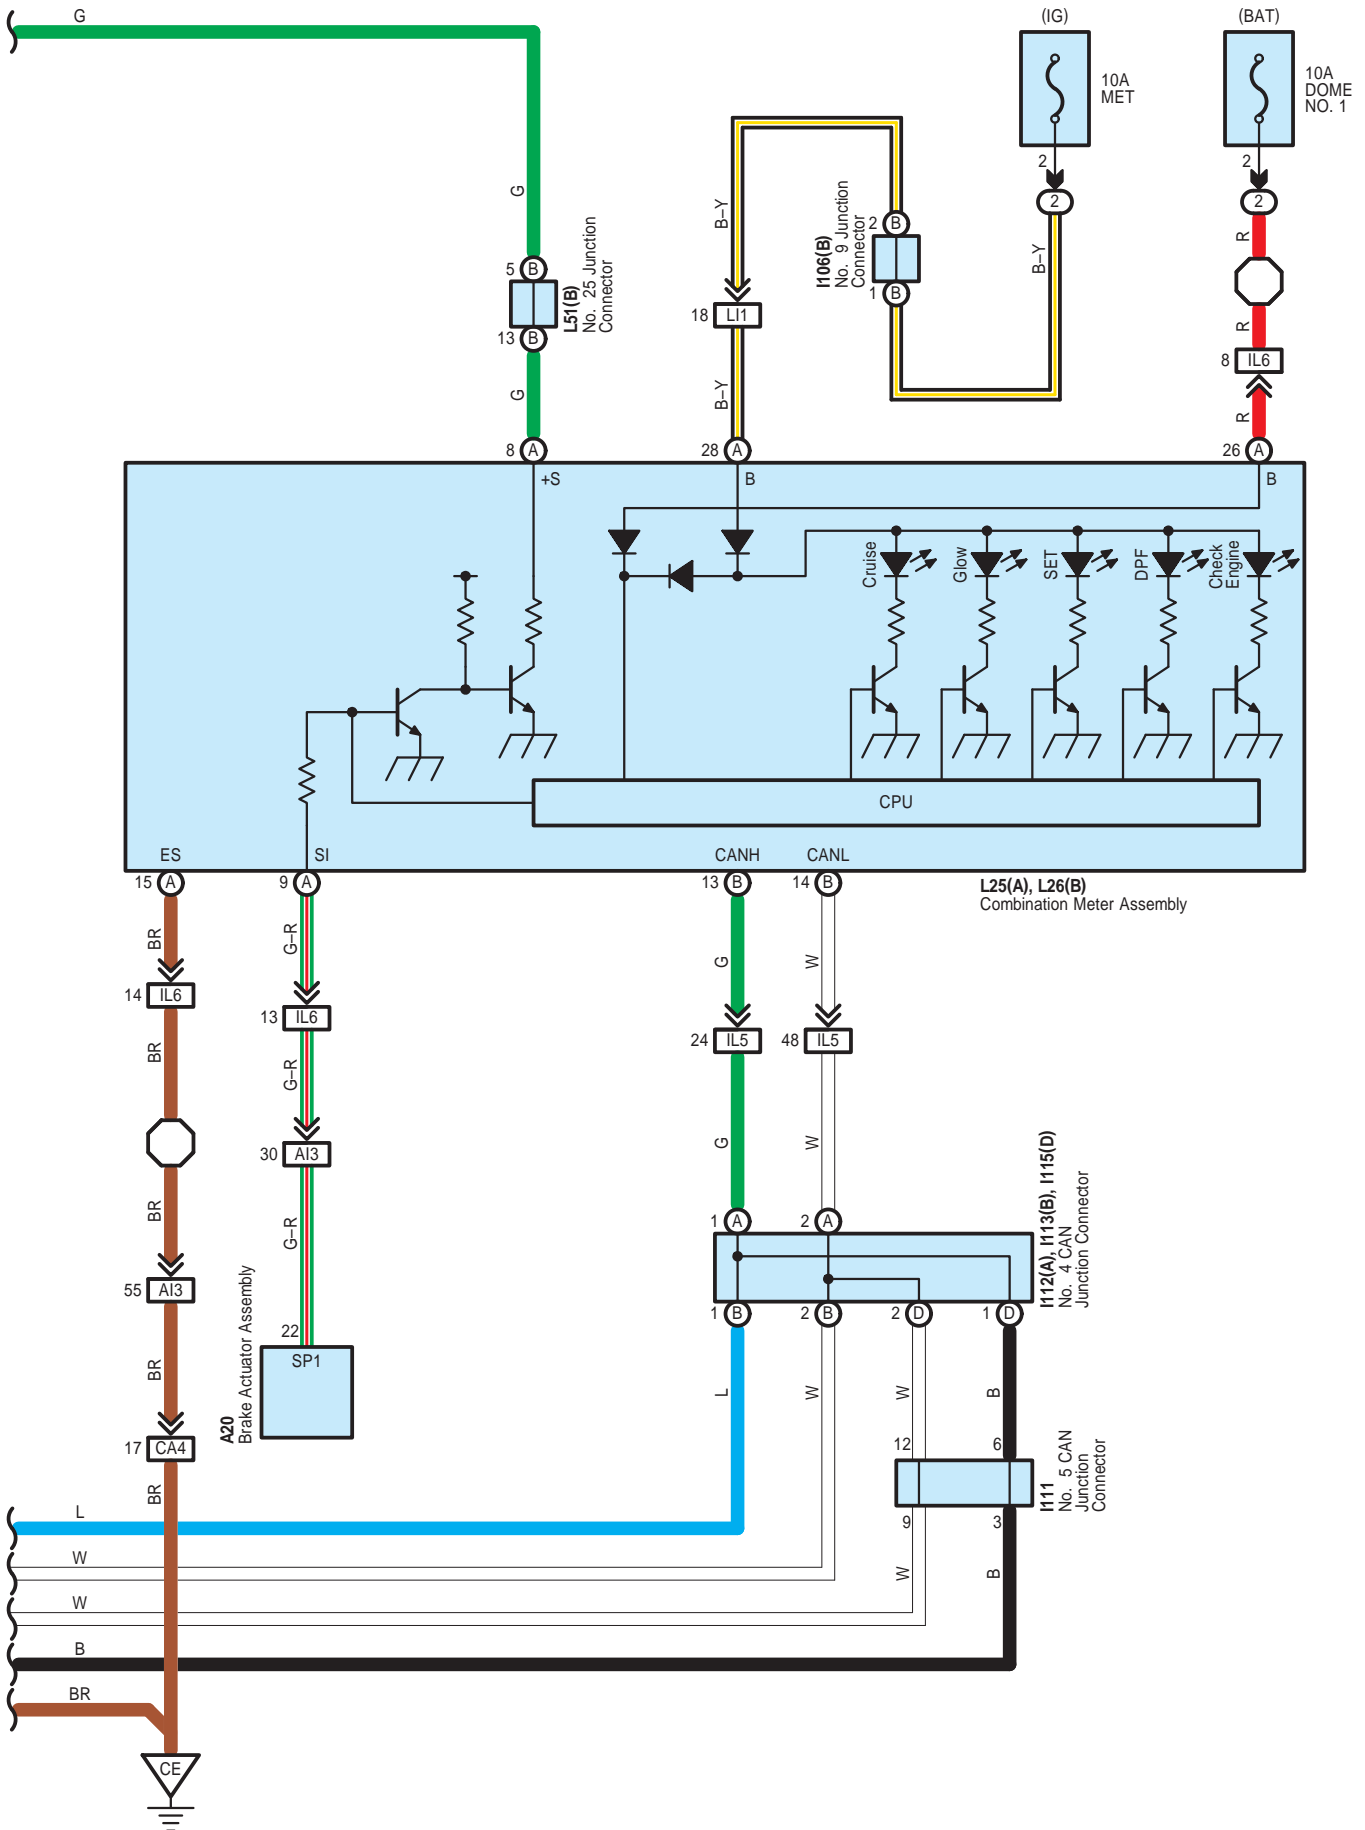 G
(IG)
(BAT)
10A
MET
10A
DOME
NO. 1
2
2
2
2
G
B–Y
2
B
I106(B)
No. 9 Junction
Connector
B–Y
R
5
B
L51(B)
No. 25 Junction
Connector
1
B
18
LI1
13
B
R
8
IL6
G
B–Y
R
8
A
28
A
26
A
+S
B
B
Cruise
Glow
SET
DPF
Check
Engine
CPU
ES
SI
CANH
CANL
15
A
9
A
13
B
14
B
L25(A), L26(B)
Combination Meter Assembly
BR
G–R
G
W
14
IL6
13
IL6
24
IL5
48
IL5
BR
G–R
30
AI3
G
W
1
A
2
A
I112(A), I113(B), I115(D)
No. 4 CAN
Junction Connector
BR
G–R
55
AI3
1
B
2
B
2
D
1
D
22
SP1
A20
Brake Actuator Assembly
BR
L
W
W
B
17
CA4
12
6
I111
No. 5 CAN
Junction
Connector
BR
9
3
L
W
W
B
W
B
BR
CE